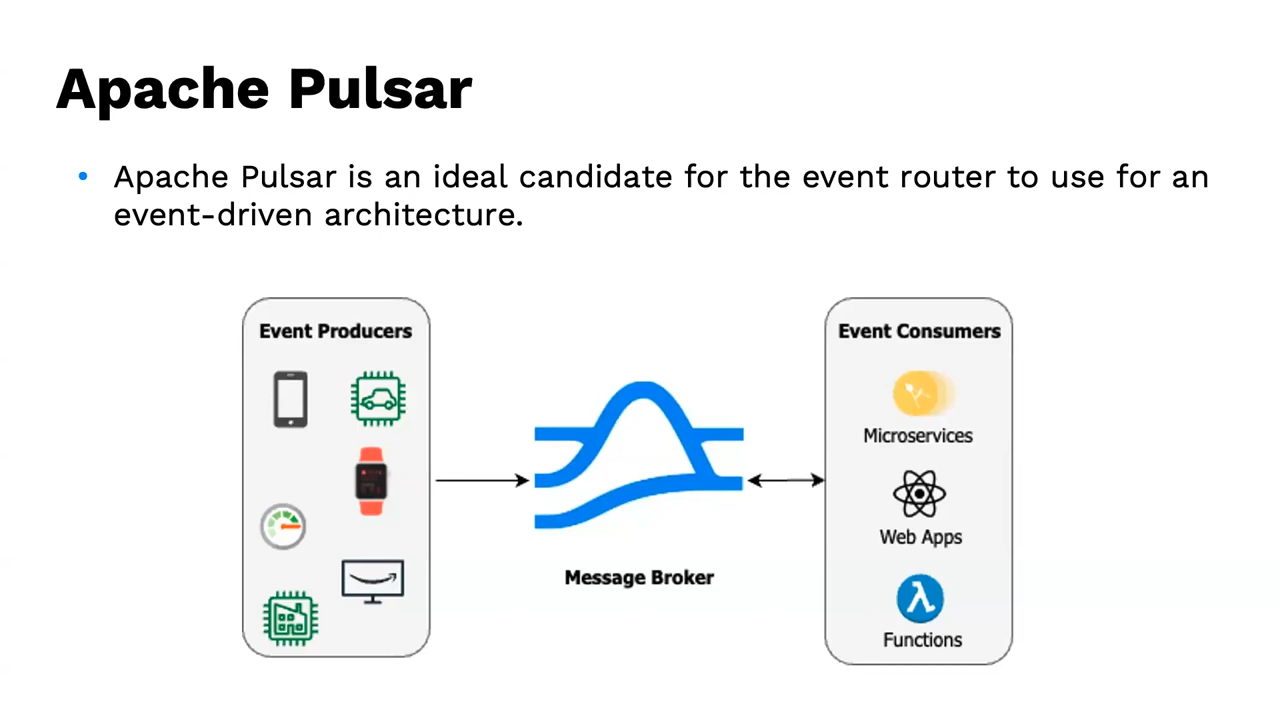 Apache Pulsar
• Apache Pulsar is an ideal candidate for the event router to use for an
event-driven architecture.
Event Producers
Message Broker
Event Consumers
Microservices
Web Apps
Functions